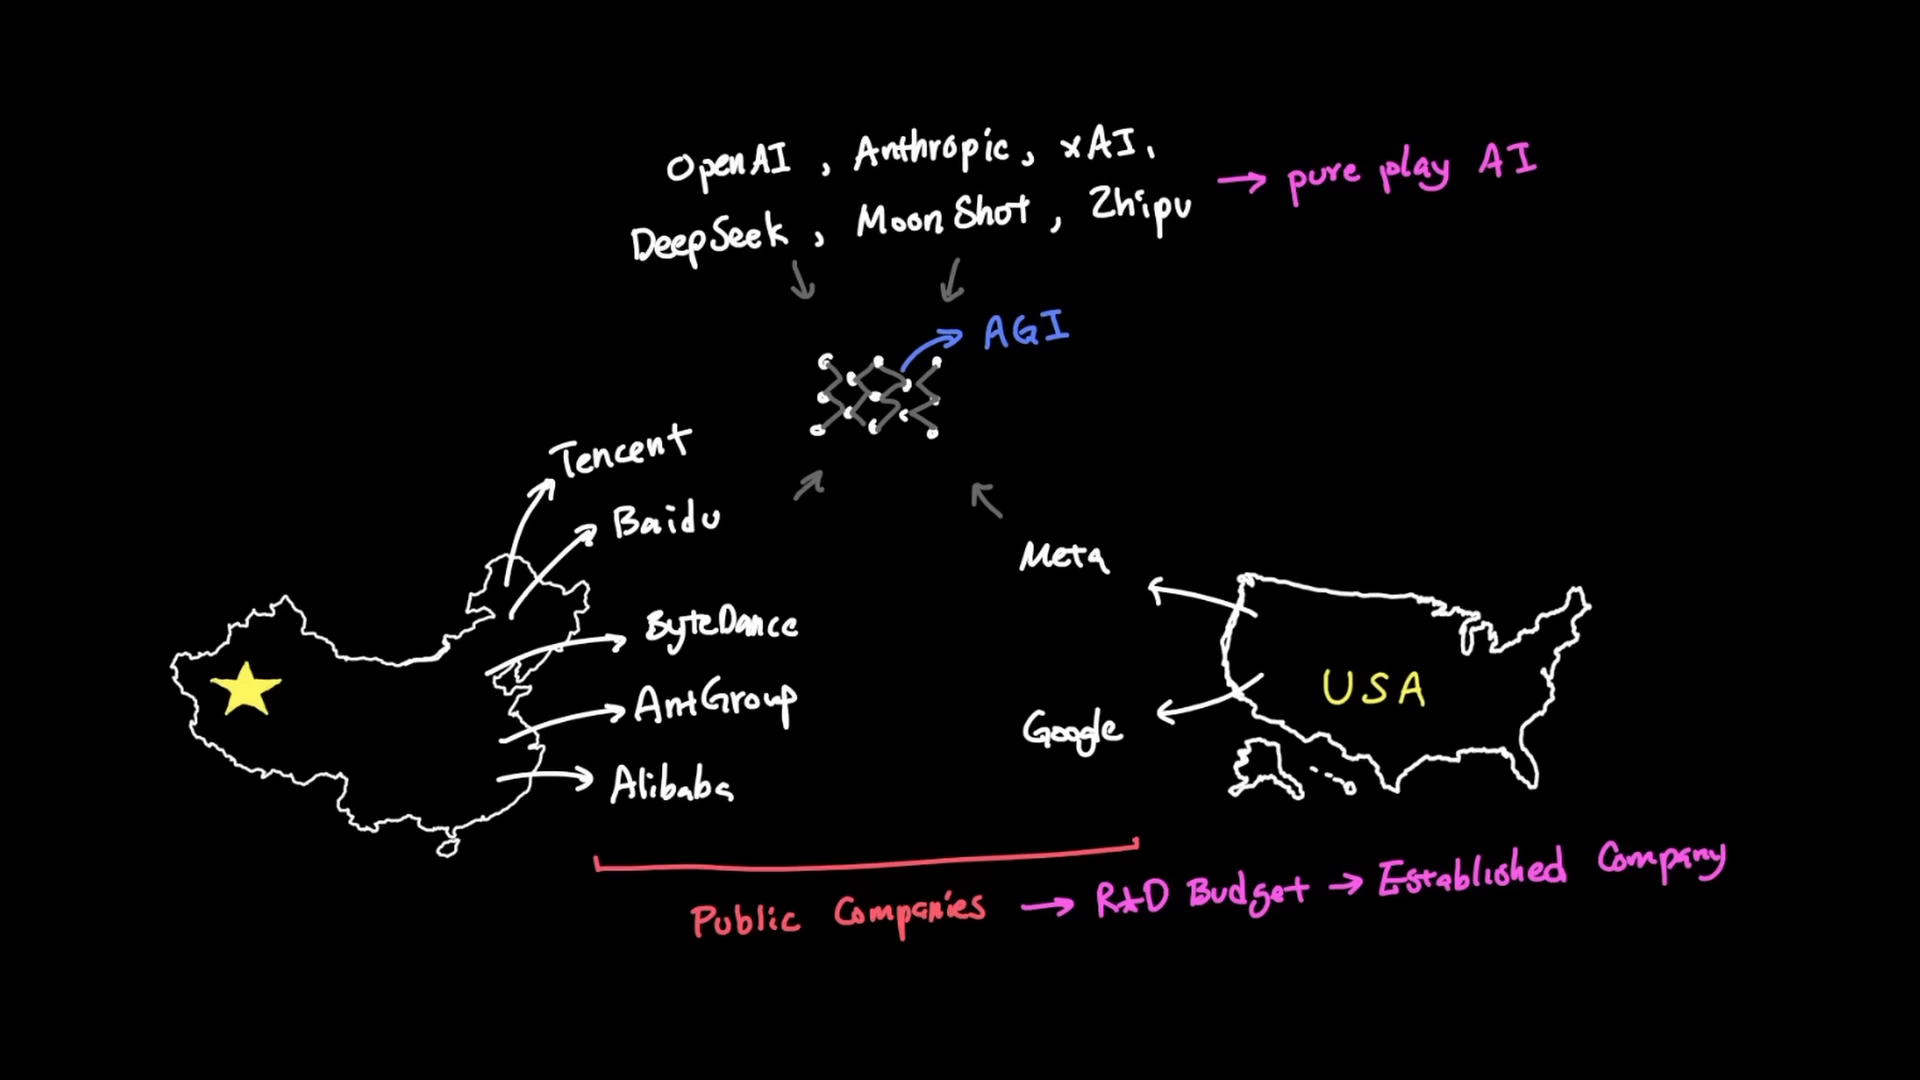 OpenAI , Anthropic, xAI,
DeepSeek , MoonShot , Zhipu
→ pure play AI
AGI
Tencent
Baidu
ByteDance
AntGroup
Alibaba
Meta
Google
USA
Public Companies → R&D Budget → Established Company